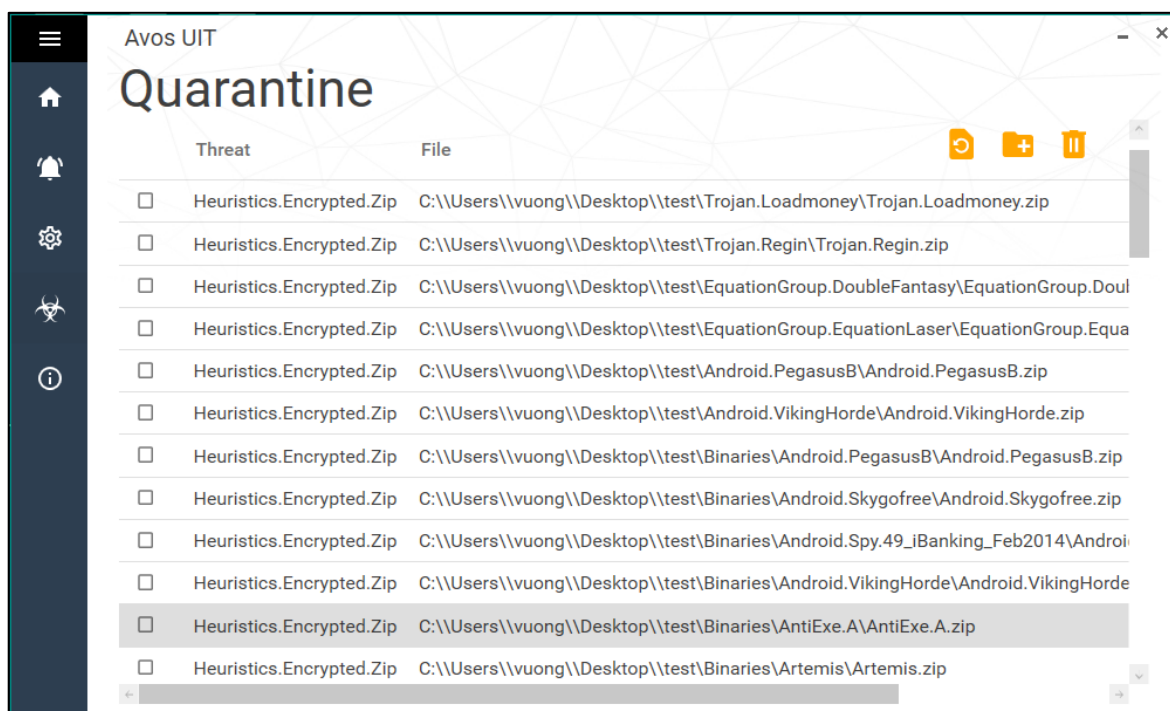 Avos UIT
Quarantine
Threat File
Heuristics.Encrypted.Zip C:\\Users\\vuong\\Desktop\\test\Trojan.Loadmoney\Trojan.Loadmoney.zip
Heuristics.Encrypted.Zip C:\\Users\\vuong\\Desktop\\test\Trojan.Regin\Trojan.Regin.zip
Heuristics.Encrypted.Zip C:\\Users\\vuong\\Desktop\\test\EquationGroup.DoubleFantasy\EquationGroup.Doul
Heuristics.Encrypted.Zip C:\\Users\\vuong\\Desktop\\test\EquationGroup.EquationLaser\EquationGroup.Equa
Heuristics.Encrypted.Zip C:\\Users\\vuong\\Desktop\\test\Android.PegasusB\Android.PegasusB.zip
Heuristics.Encrypted.Zip C:\\Users\\vuong\\Desktop\\test\Android.VikingHorde\Android.VikingHorde.zip
Heuristics.Encrypted.Zip C:\\Users\\vuong\\Desktop\\test\Binaries\Android.PegasusB\Android.PegasusB.zip
Heuristics.Encrypted.Zip C:\\Users\\vuong\\Desktop\\test\Binaries\Android.Skygofree\Android.Skygofree.zip
Heuristics.Encrypted.Zip C:\\Users\\vuong\\Desktop\\test\Binaries\Android.Spy.49_iBanking_Feb2014\Androi
Heuristics.Encrypted.Zip C:\\Users\\vuong\\Desktop\\test\Binaries\Android.VikingHorde\Android.VikingHorde
Heuristics.Encrypted.Zip C:\\Users\\vuong\\Desktop\\test\Binaries\AntiExe.A\AntiExe.A.zip
Heuristics.Encrypted.Zip C:\\Users\\vuong\\Desktop\\test\Binaries\Artemis\Artemis.zip